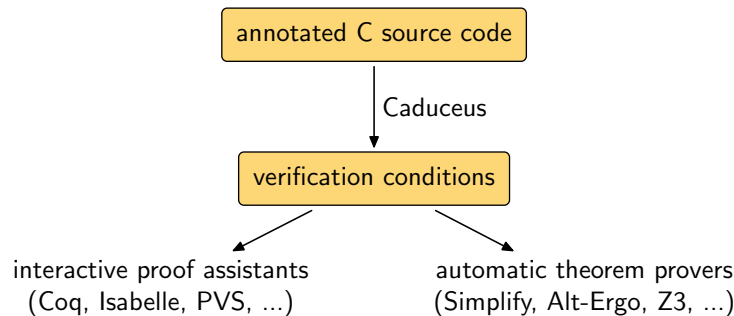 annotated C source code
Caduceus
verification conditions
interactive proof assistants
(Coq, Isabelle, PVS, ...)
automatic theorem provers
(Simplify, Alt-Ergo, Z3, ...)